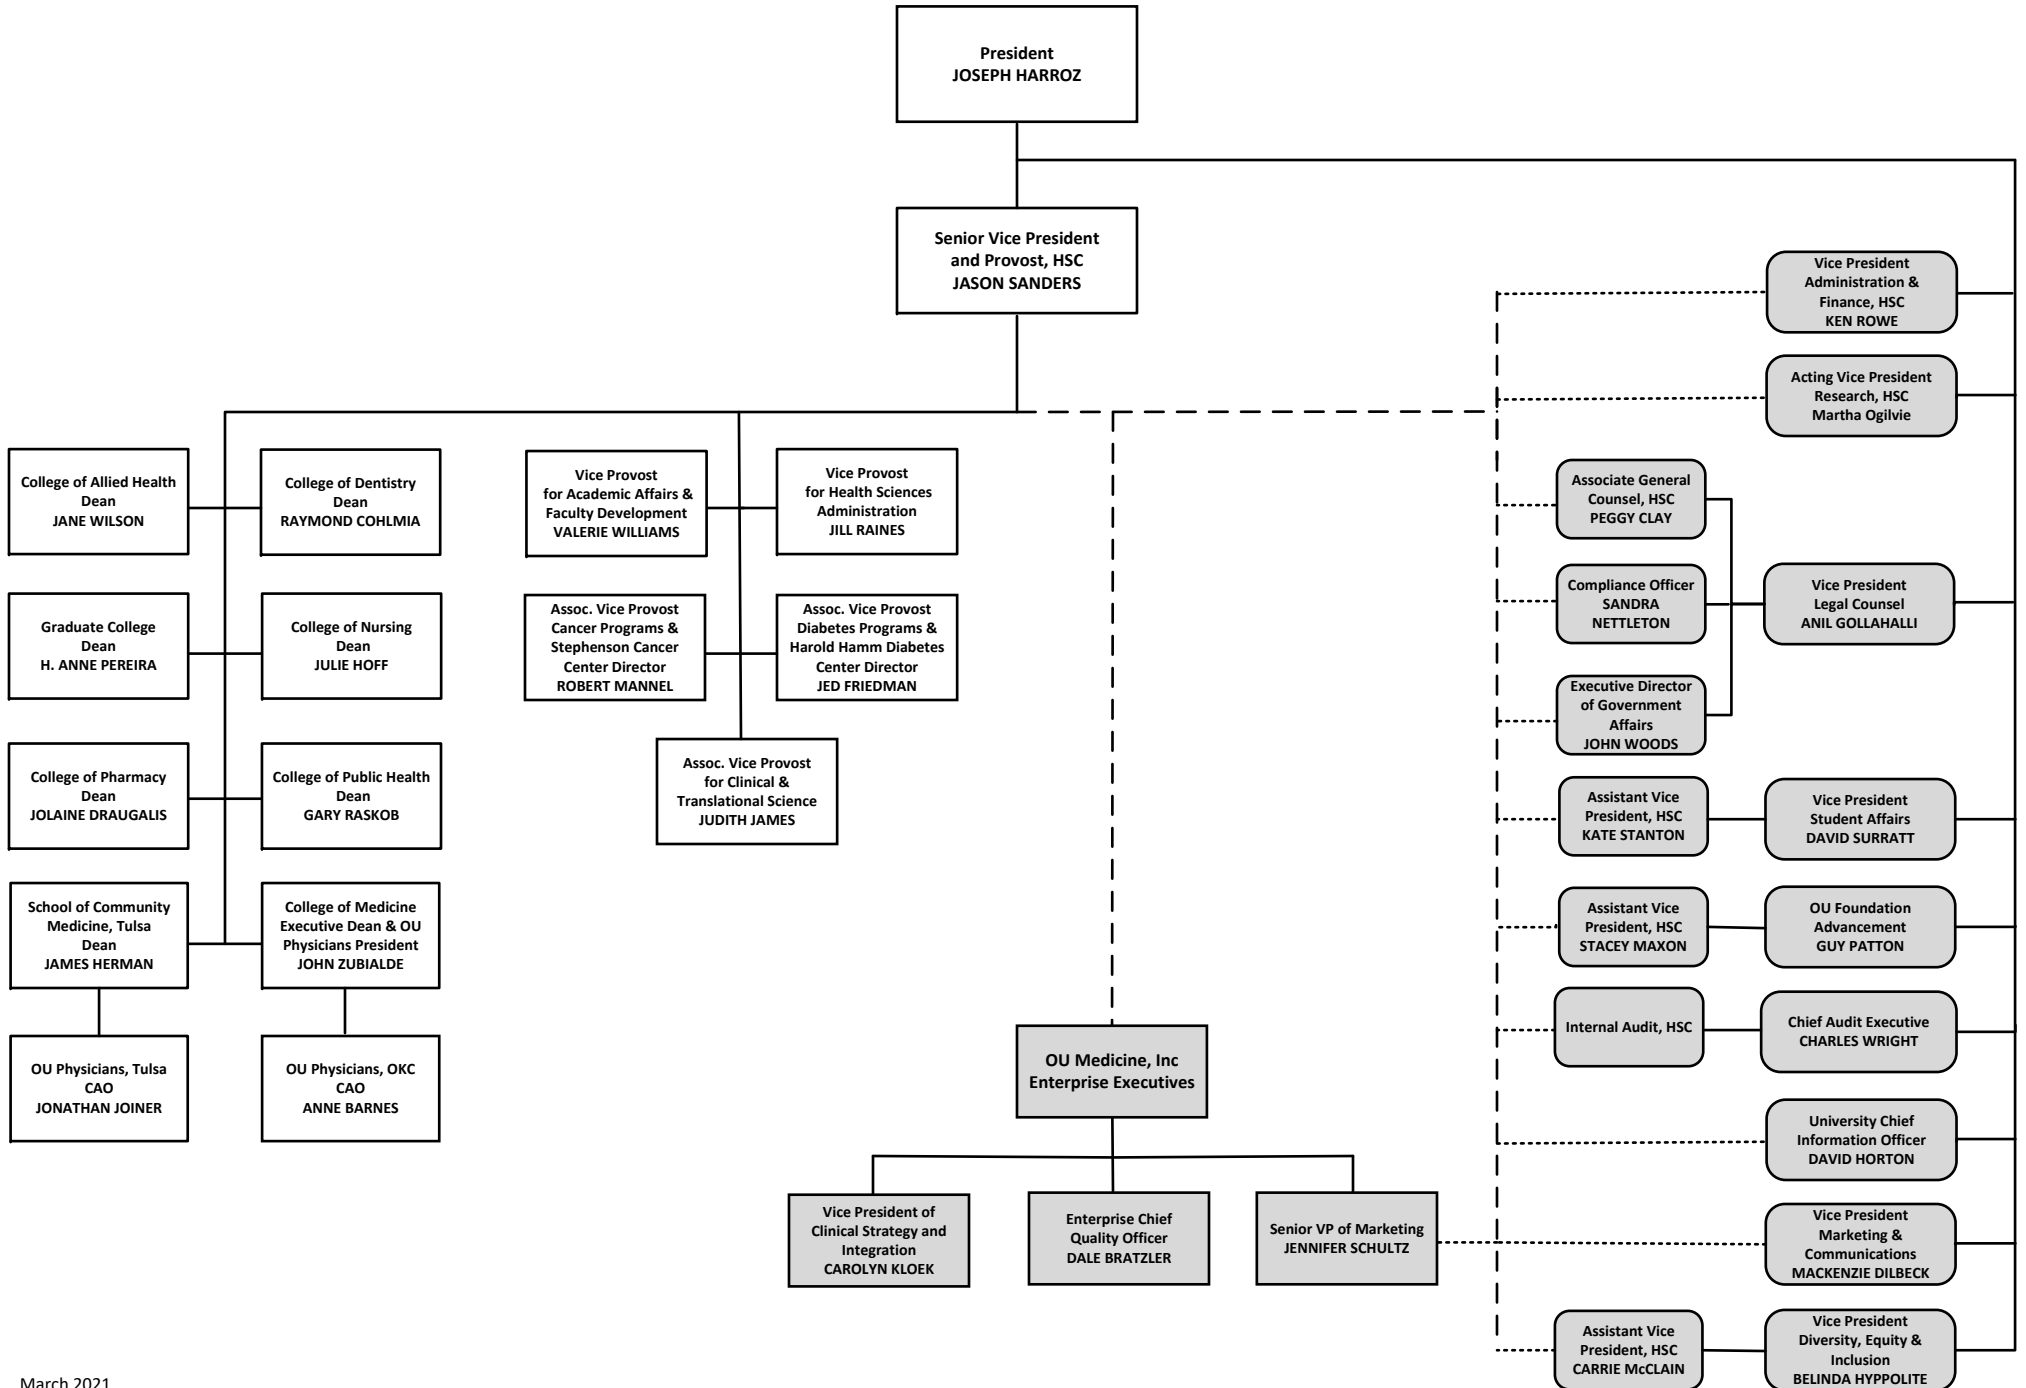 President
JOSEPH HARROZ
Senior Vice President
and Provost, HSC
JASON SANDERS
Vice President
Administration &
Finance, HSC
KEN ROWE
Acting Vice President
Research, HSC
Martha Ogilvie
College of Allied Health
Dean
JANE WILSON
College of Dentistry
Dean
RAYMOND COHLMIA
Vice Provost
for Academic Affairs &
Faculty Development
VALERIE WILLIAMS
Vice Provost
for Health Sciences
Administration
JILL RAINES
Associate General
Counsel, HSC
PEGGY CLAY
Compliance Officer
SANDRA
NETTLETON
Vice President
Legal Counsel
ANIL GOLLAHALLI
Graduate College
Dean
H. ANNE PEREIRA
College of Nursing
Dean
JULIE HOFF
Assoc. Vice Provost
Cancer Programs &
Stephenson Cancer
Center Director
ROBERT MANNEL
Assoc. Vice Provost
Diabetes Programs &
Harold Hamm Diabetes
Center Director
JED FRIEDMAN
Executive Director
of Government
Affairs
JOHN WOODS
College of Pharmacy
Dean
JOLAINE DRAUGALIS
College of Public Health
Dean
GARY RASKOB
Assoc. Vice Provost
for Clinical &
Translational Science
JUDITH JAMES
Assistant Vice
President, HSC
KATE STANTON
Vice President
Student Affairs
DAVID SURRATT
School of Community
Medicine, Tulsa
Dean
JAMES HERMAN
College of Medicine
Executive Dean & OU
Physicians President
JOHN ZUBIALDE
Assistant Vice
President, HSC
STACEY MAXON
OU Foundation
Advancement
GUY PATTON
OU Physicians, Tulsa
CAO
JONATHAN JOINER
OU Physicians, OKC
CAO
ANNE BARNES
OU Medicine, Inc
Enterprise Executives
Internal Audit, HSC
Chief Audit Executive
CHARLES WRIGHT
University Chief
Information Officer
DAVID HORTON
Vice President of
Clinical Strategy and
Integration
CAROLYN KLOEK
Enterprise Chief
Quality Officer
DALE BRATZLER
Senior VP of Marketing
JENNIFER SCHULTZ
Vice President
Marketing &
Communications
MACKENZIE DILBECK
Assistant Vice
President, HSC
CARRIE McCLAIN
Vice President
Diversity, Equity &
Inclusion
BELINDA HYPPOLITE
March 2021